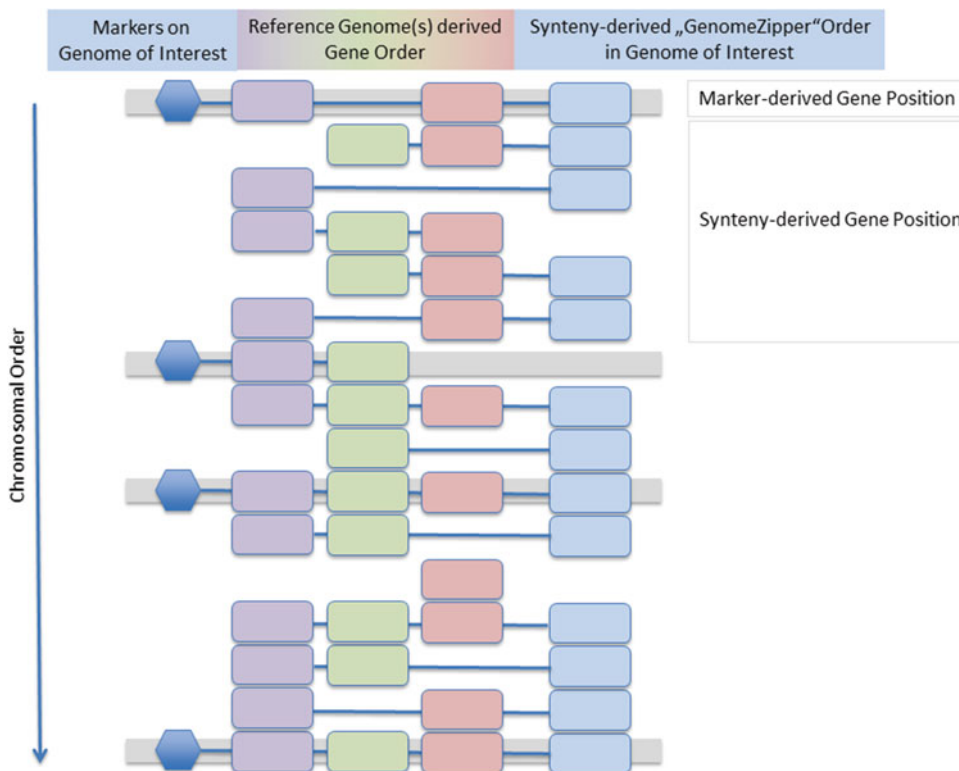 Markers on
Genome of Interest
Reference Genome(s) derived
Gene Order
Synteny-derived „GenomeZipper“Order
in Genome of Interest
Marker-derived Gene Position
Synteny-derived Gene Position
Chromosomal Order